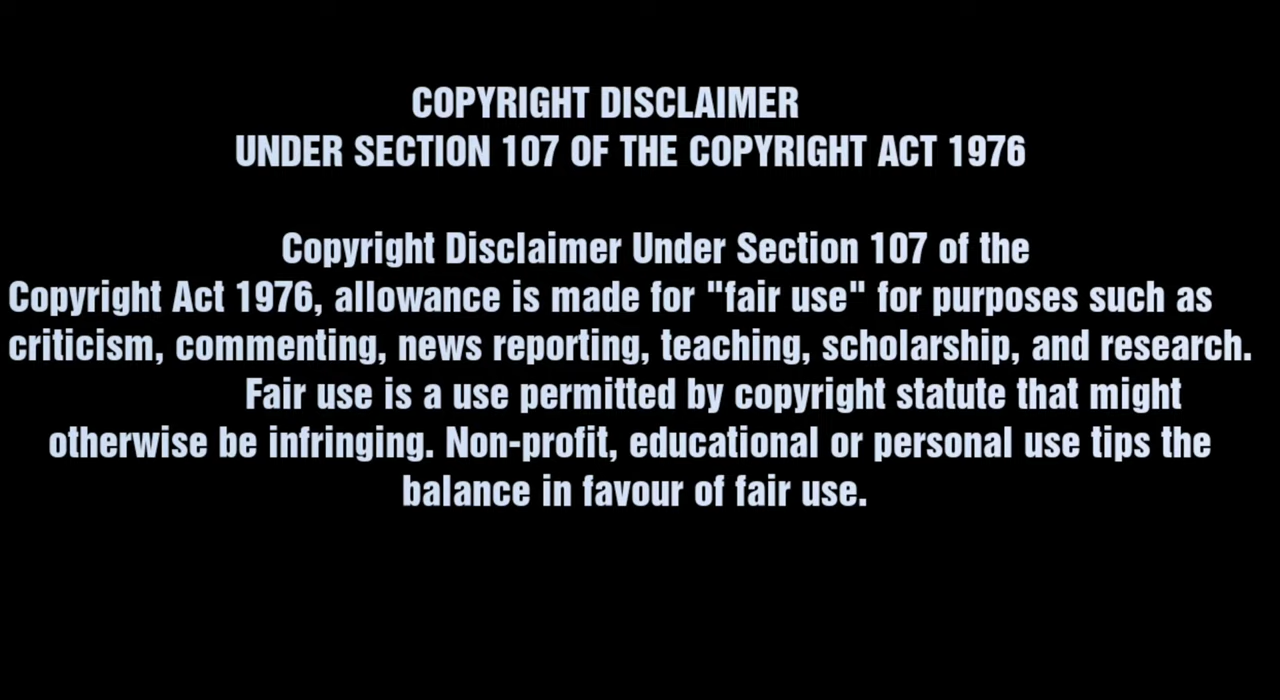 COPYRIGHT DISCLAIMER
UNDER SECTION 107 OF THE COPYRIGHT ACT 1976
Copyright Disclaimer Under Section 107 of the
Copyright Act 1976, allowance is made for "fair use" for purposes such as
criticism, commenting, news reporting, teaching, scholarship, and research.
Fair use is a use permitted by copyright statute that might
otherwise be infringing. Non-profit, educational or personal use tips the
balance in favour of fair use.